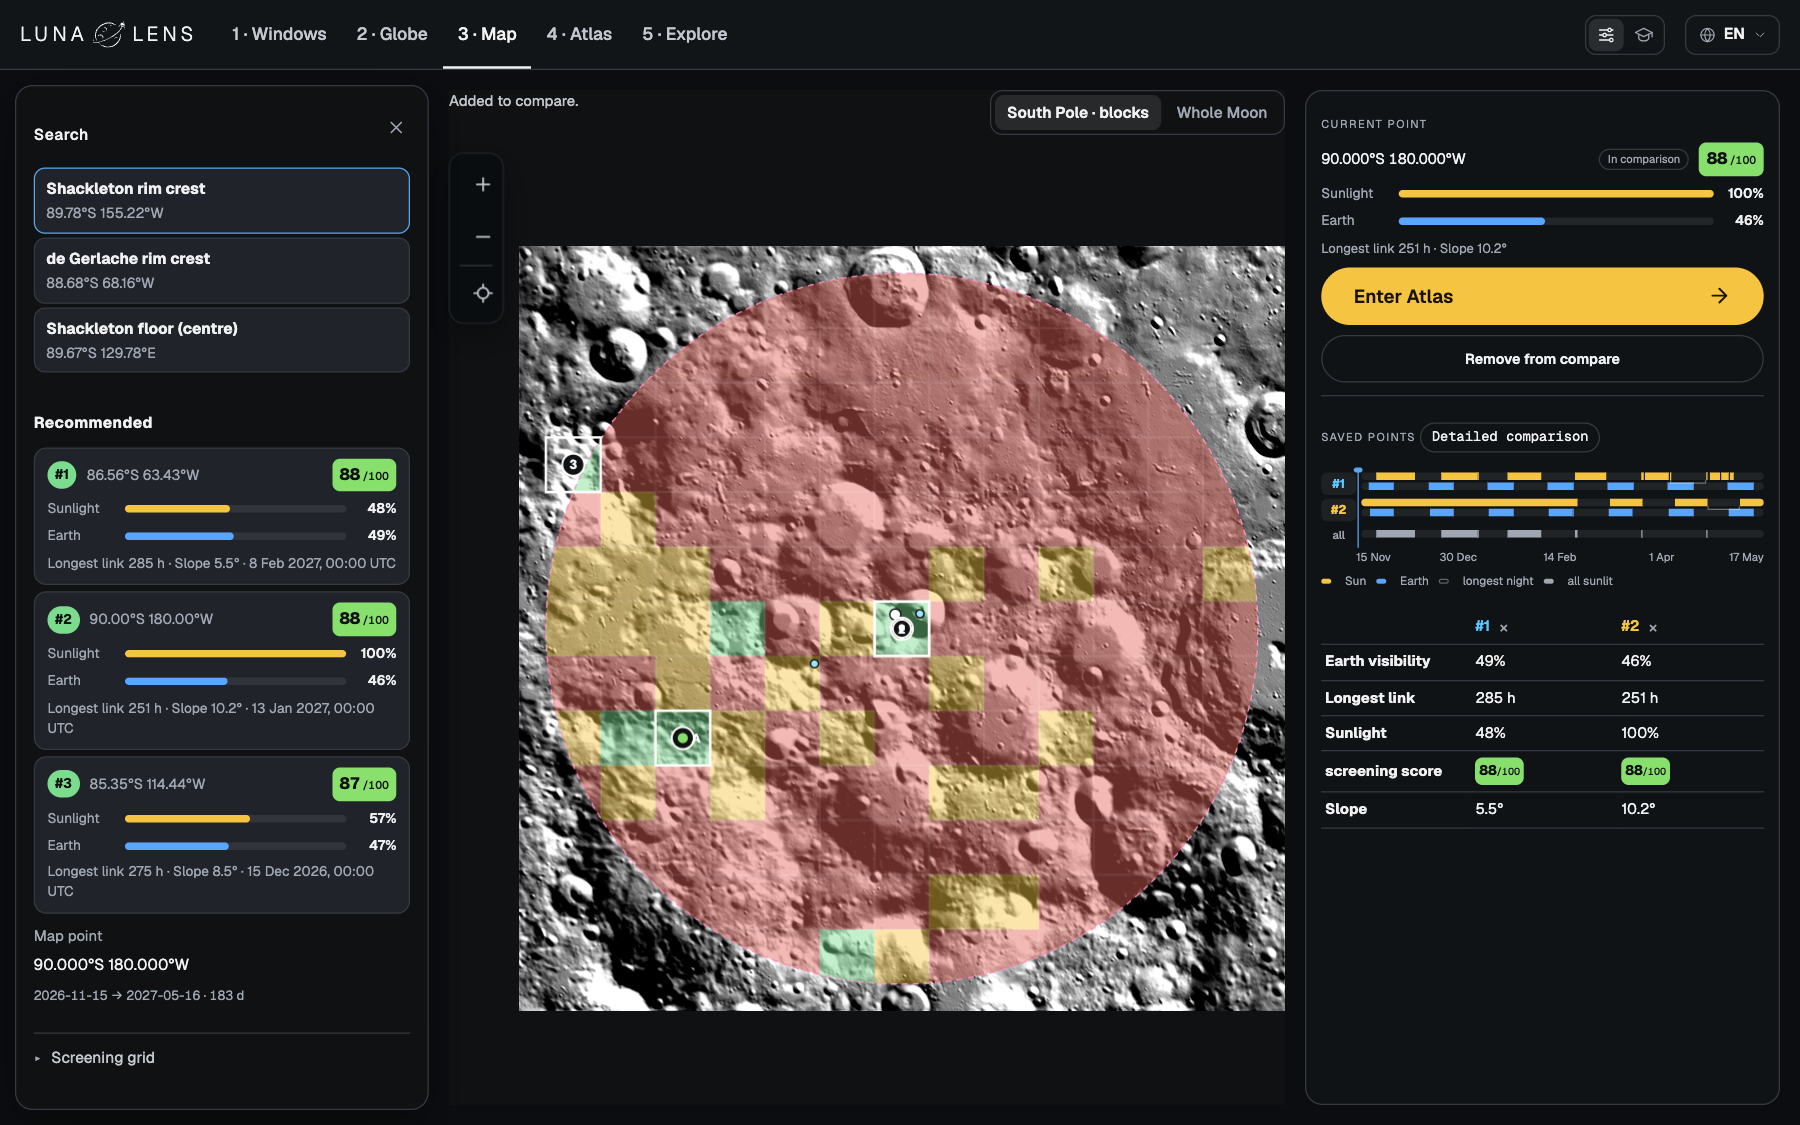 LUNA LENS
1 · Windows
2 · Globe
3 · Map
4 · Atlas
5 · Explore
EN
Search
Shackleton rim crest
89.78°S 155.22°W
de Gerlache rim crest
88.68°S 68.16°W
Shackleton floor (centre)
89.67°S 129.78°E
Recommended
#1 86.56°S 63.43°W 88 /100
Sunlight 48%
Earth 49%
Longest link 285 h · Slope 5.5° · 8 Feb 2027, 00:00 UTC
#2 90.00°S 180.00°W 88 /100
Sunlight 100%
Earth 46%
Longest link 251 h · Slope 10.2° · 13 Jan 2027, 00:00
UTC
#3 85.35°S 114.44°W 87 /100
Sunlight 57%
Earth 47%
Longest link 275 h · Slope 8.5° · 15 Dec 2026, 00:00
UTC
Map point
90.000°S 180.000°W
2026-11-15 → 2027-05-16 · 183 d
Screening grid
Added to compare.
South Pole · blocks
Whole Moon
3
CURRENT POINT
90.000°S 180.000°W In comparison 88 /100
Sunlight 100%
Earth 46%
Longest link 251 h · Slope 10.2°
Enter Atlas →
Remove from compare
SAVED POINTS Detailed comparison
#1
#2
all
15 Nov 30 Dec 14 Feb 1 Apr 17 May
Sun Earth longest night all sunlit
#1 × #2 ×
Earth visibility 49% 46%
Longest link 285 h 251 h
Sunlight 48% 100%
screening score 88/100 88/100
Slope 5.5° 10.2°